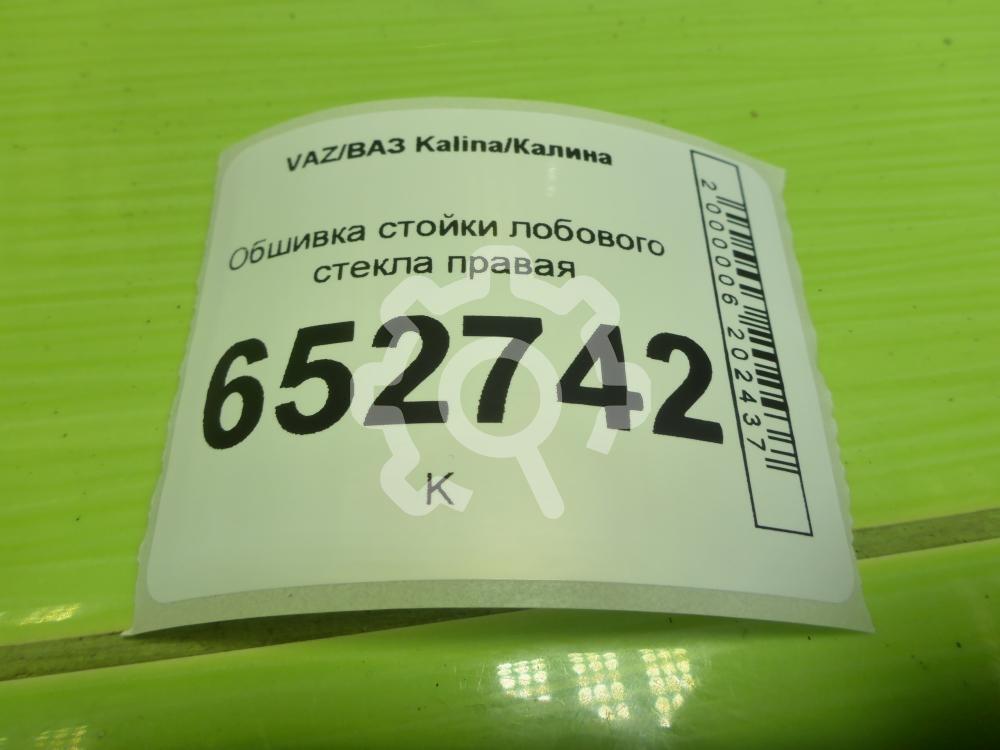 VAZ/ВАЗ Kalina/Калина
Обшивка стойки лобового
стекла правая
652742
К
2000006202437